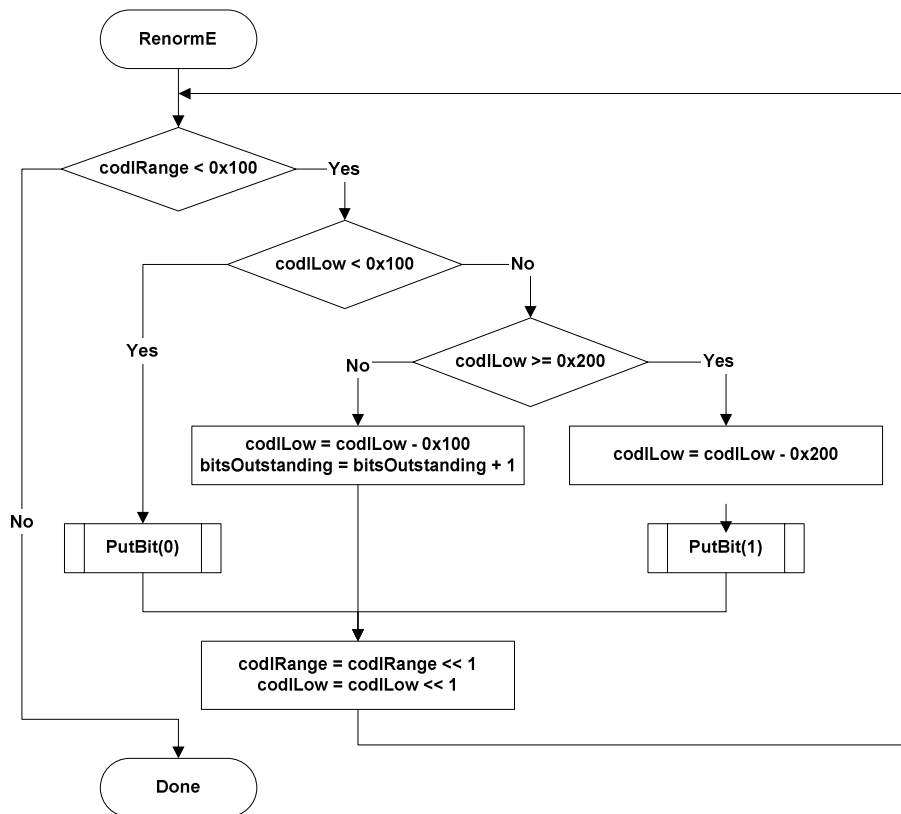 RenormE
codIRange < 0x100
Yes
codILow < 0x100
No
Yes
codILow >= 0x200
No
Yes
codILow = codILow - 0x100
bitsOutstanding = bitsOutstanding + 1
codILow = codILow - 0x200
No
PutBit(0)
PutBit(1)
codIRange = codIRange << 1
codILow = codILow << 1
Done